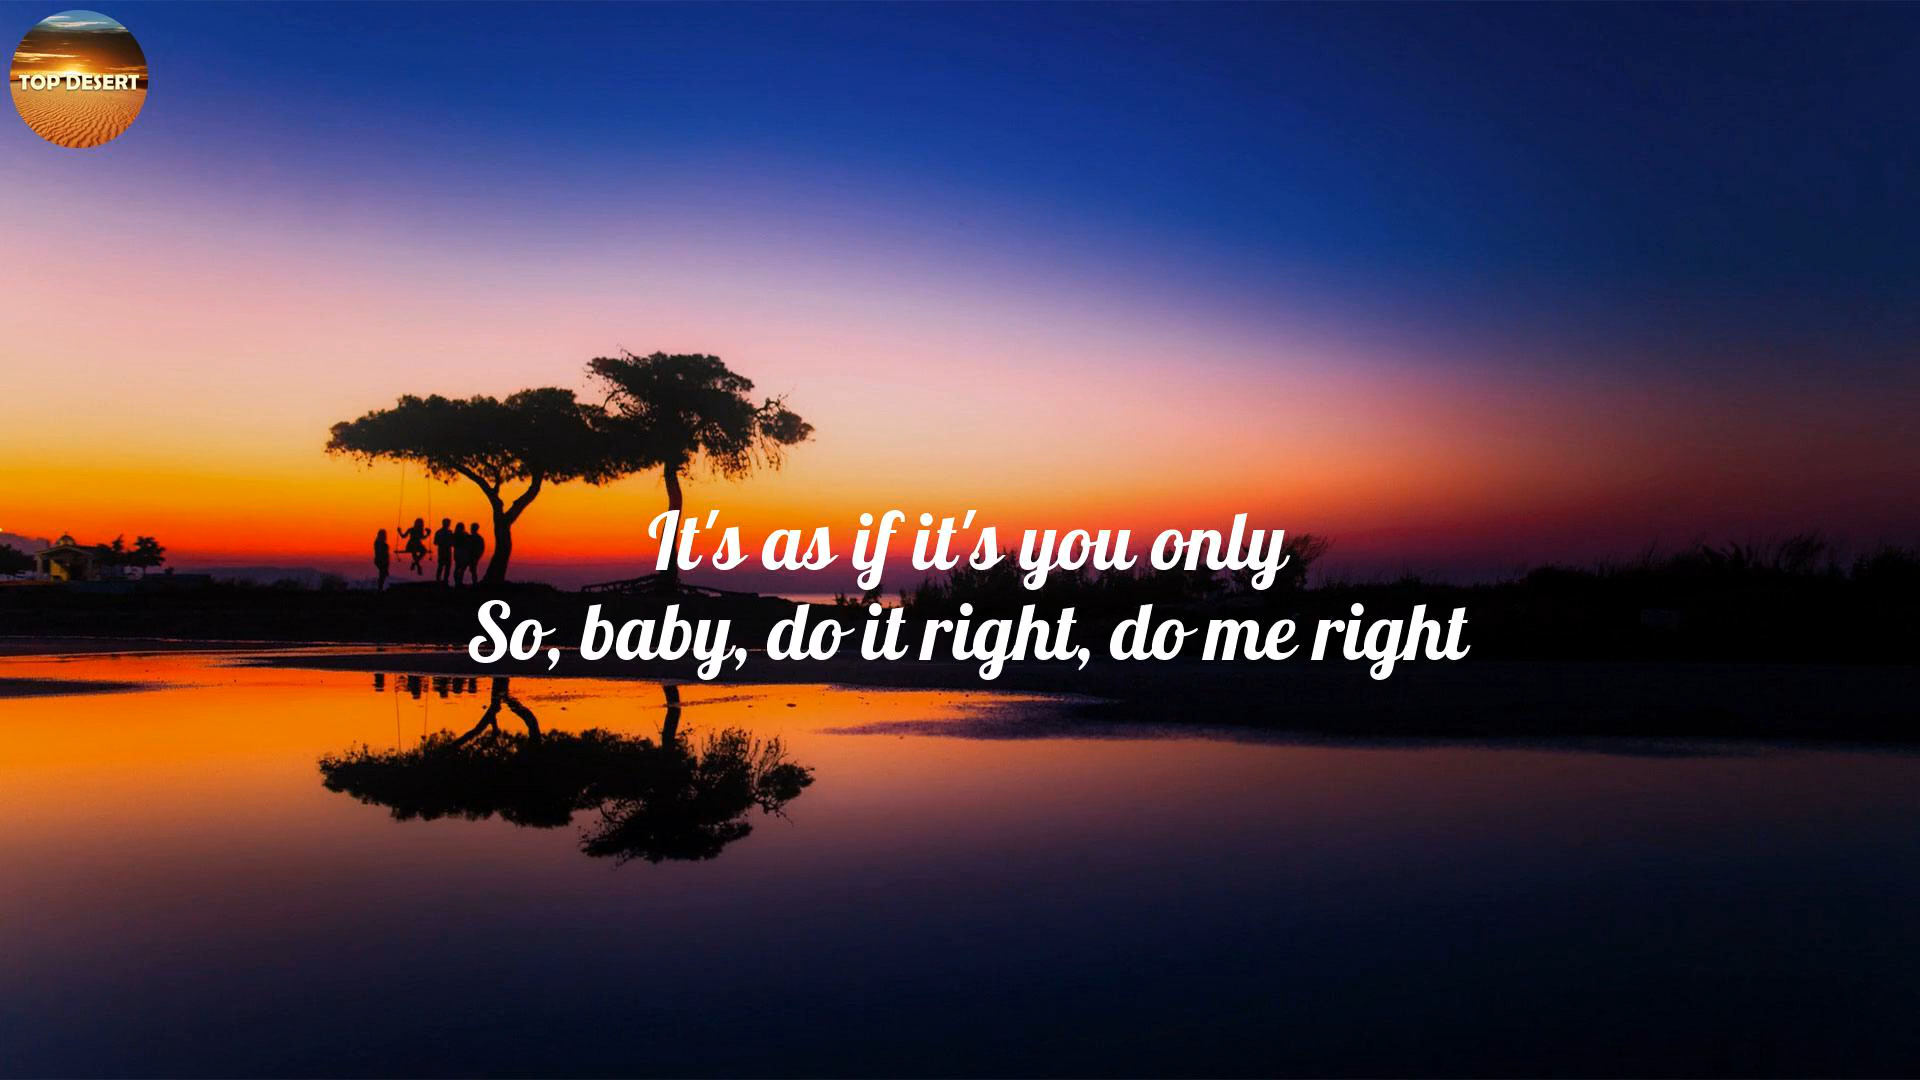 TOP DESERT
It's as if it's you only
So, baby, do it right, do me right